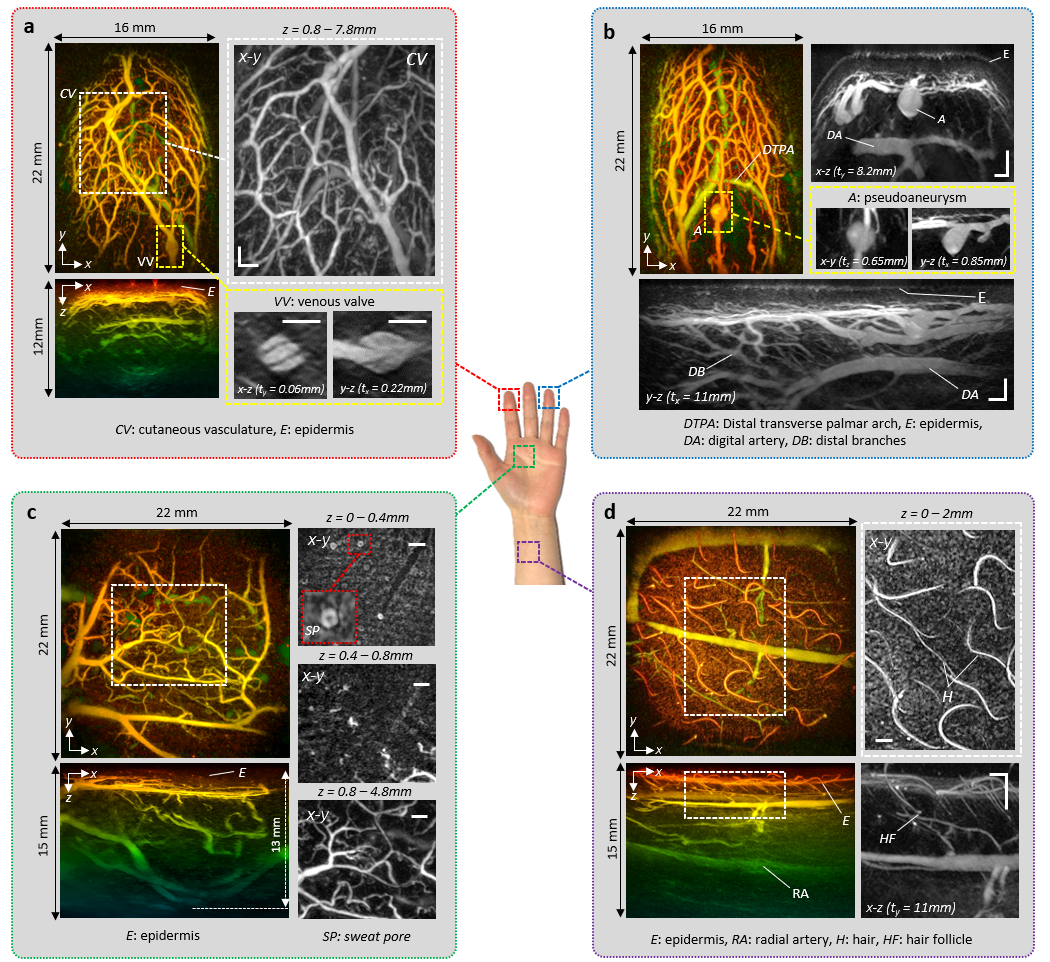 a
16 mm
z = 0.8 – 7.8mm
22 mm
CV
VV
y
x
x-y
CV
12mm
x
z
E
VV: venous valve
x-z (ty = 0.06mm)
y-z (tx = 0.22mm)
CV: cutaneous vasculature, E: epidermis
b
16 mm
22 mm
DTPA
A
y
x
E
A
DA
x-z (ty = 8.2mm)
A: pseudoaneurysm
x-y (tz = 0.65mm)
y-z (tx = 0.85mm)
E
DB
DA
y-z (tx = 11mm)
DTPA: Distal transverse palmar arch, E: epidermis,
DA: digital artery, DB: distal branches
c
22 mm
22 mm
y
x
z = 0 – 0.4mm
x-y
SP
z = 0.4 – 0.8mm
x-y
z = 0.8 – 4.8mm
x-y
15 mm
x
z
E
13 mm
E: epidermis
SP: sweat pore
d
22 mm
22 mm
y
x
z = 0 – 2mm
x-y
H
15 mm
x
z
E
RA
HF
x-z (ty = 11mm)
E: epidermis, RA: radial artery, H: hair, HF: hair follicle